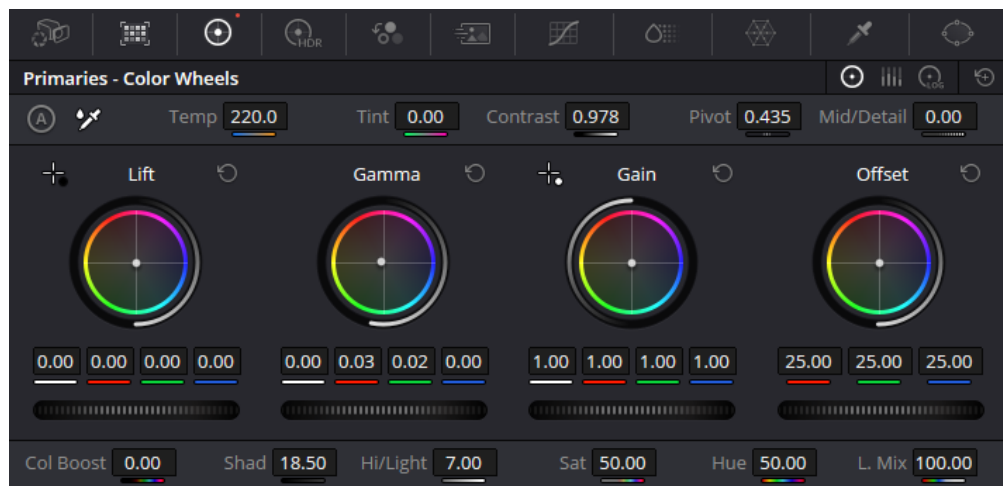 HDR
Primaries - Color Wheels
LOG
A Temp 220.0 Tint 0.00 Contrast 0.978 Pivot 0.435 Mid/Detail 0.00
Lift Gamma Gain Offset
0.00 0.00 0.00 0.00 0.00 0.03 0.02 0.00 1.00 1.00 1.00 1.00 25.00 25.00 25.00
Col Boost 0.00 Shad 18.50 Hi/Light 7.00 Sat 50.00 Hue 50.00 L. Mix 100.00